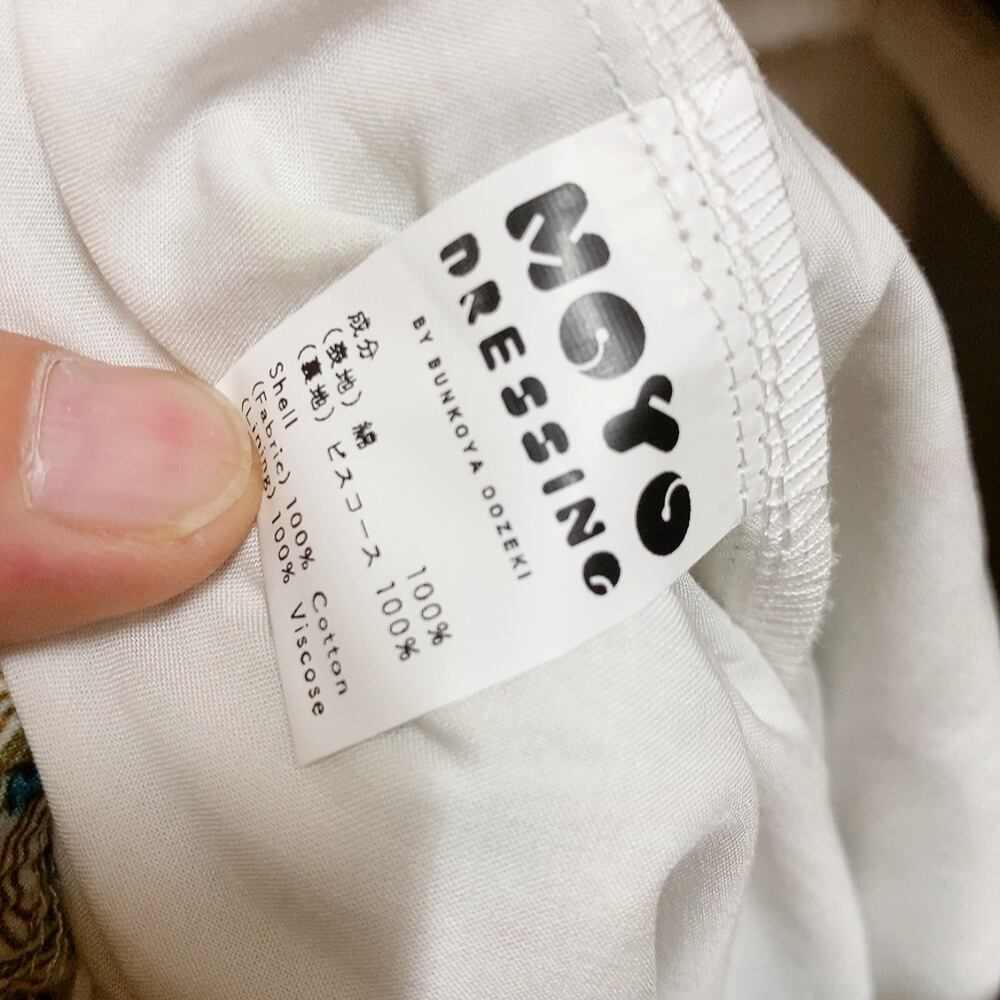 MOYO
DRESSING
BY BUNKOYA OOZEKI
成分
(表地) 綿 100%
(裏地) ビスコース 100%
Shell
(Fabric) 100% Cotton
(Lining) 100% Viscose